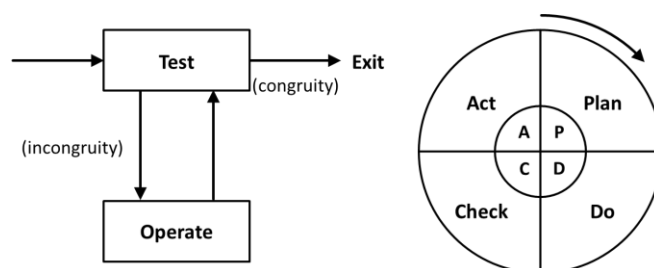 Test
Exit
(congruity)
(incongruity)
Operate
Act
Plan
A
P
C
D
Check
Do